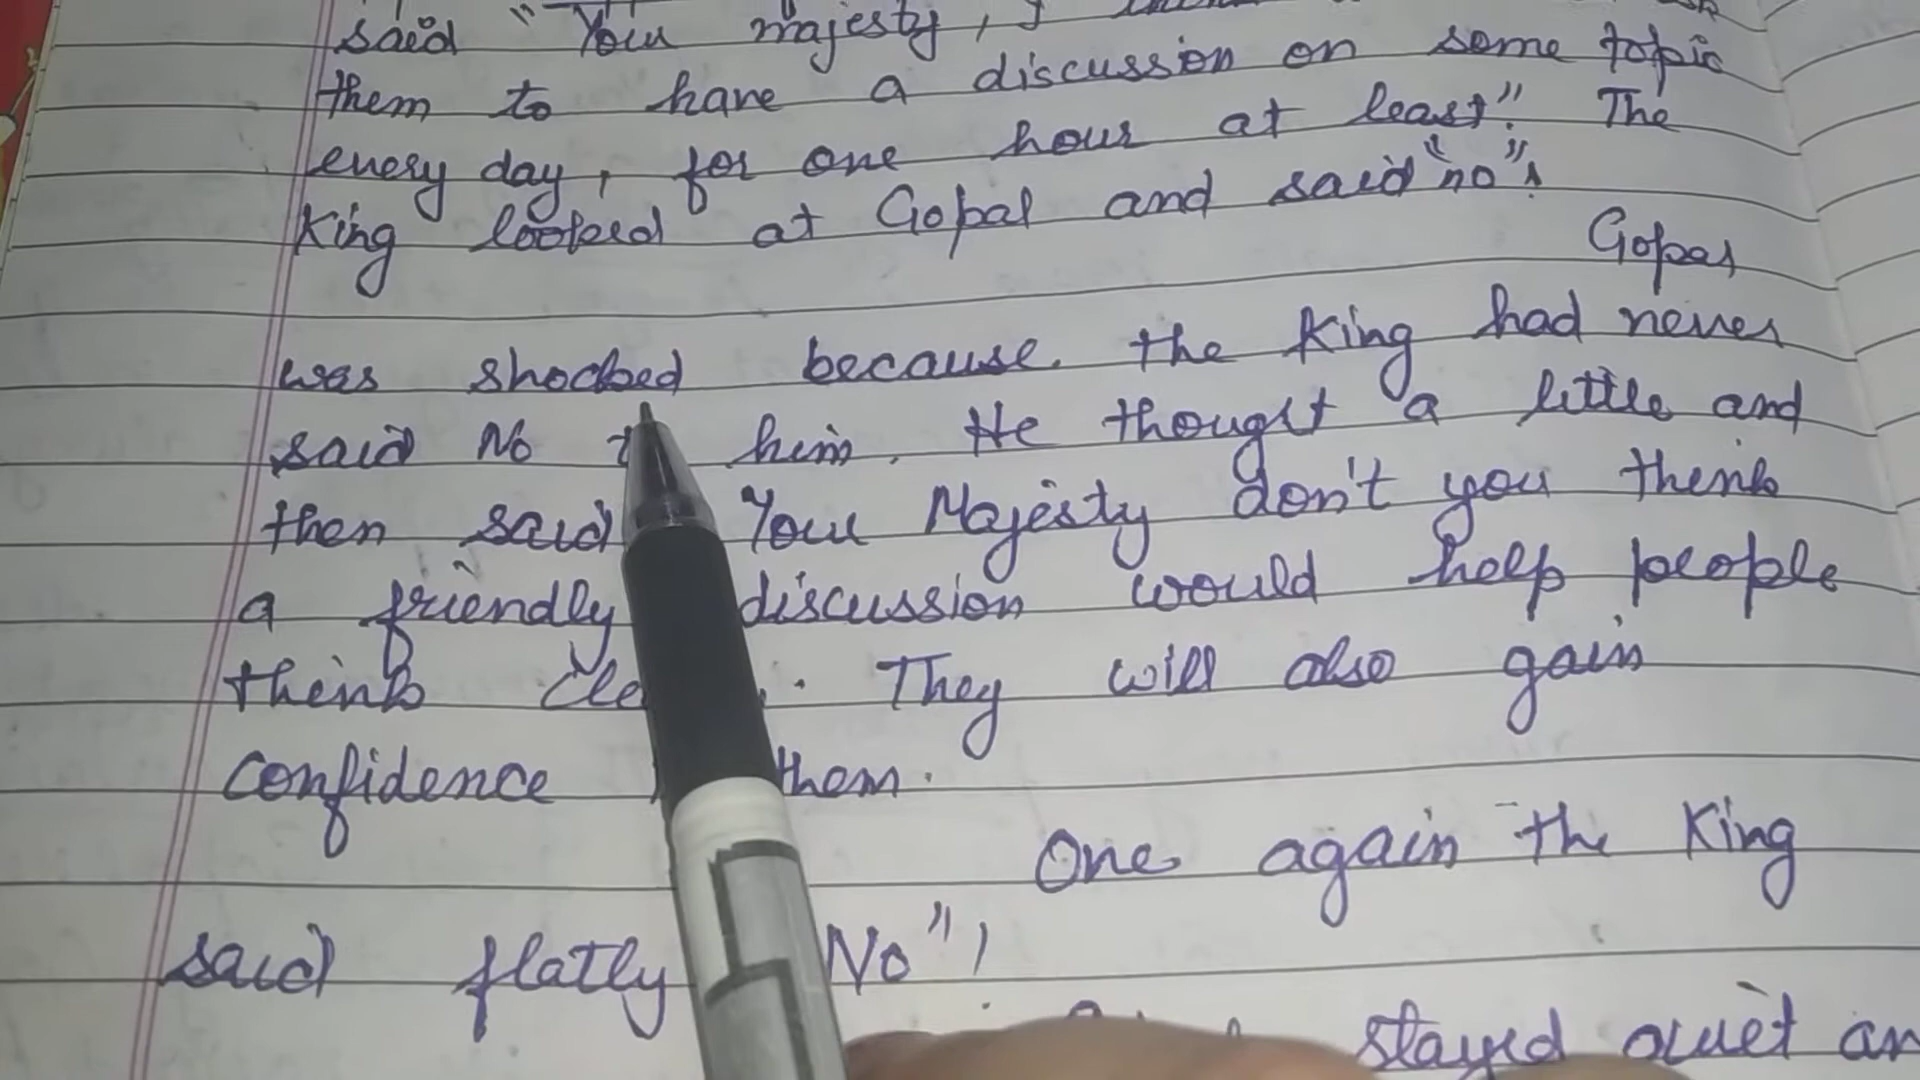 said "Your majesty, I
them to have a discussion on some topic
every day, for one hour at least". The
King looked at Gopal and said "no".
Gopal
was shocked because. the King had never
said No him. He thought a little and
then said Your Majesty don't you think
a friendly discussion would help people
think They will also gain
confidence them.
One again the King
said flatly No")
stayed quiet an